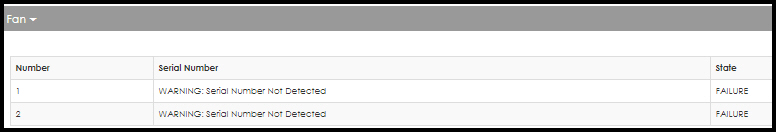 Fan
Number Serial Number State
1 WARNING: Serial Number Not Detected FAILURE
2 WARNING: Serial Number Not Detected FAILURE